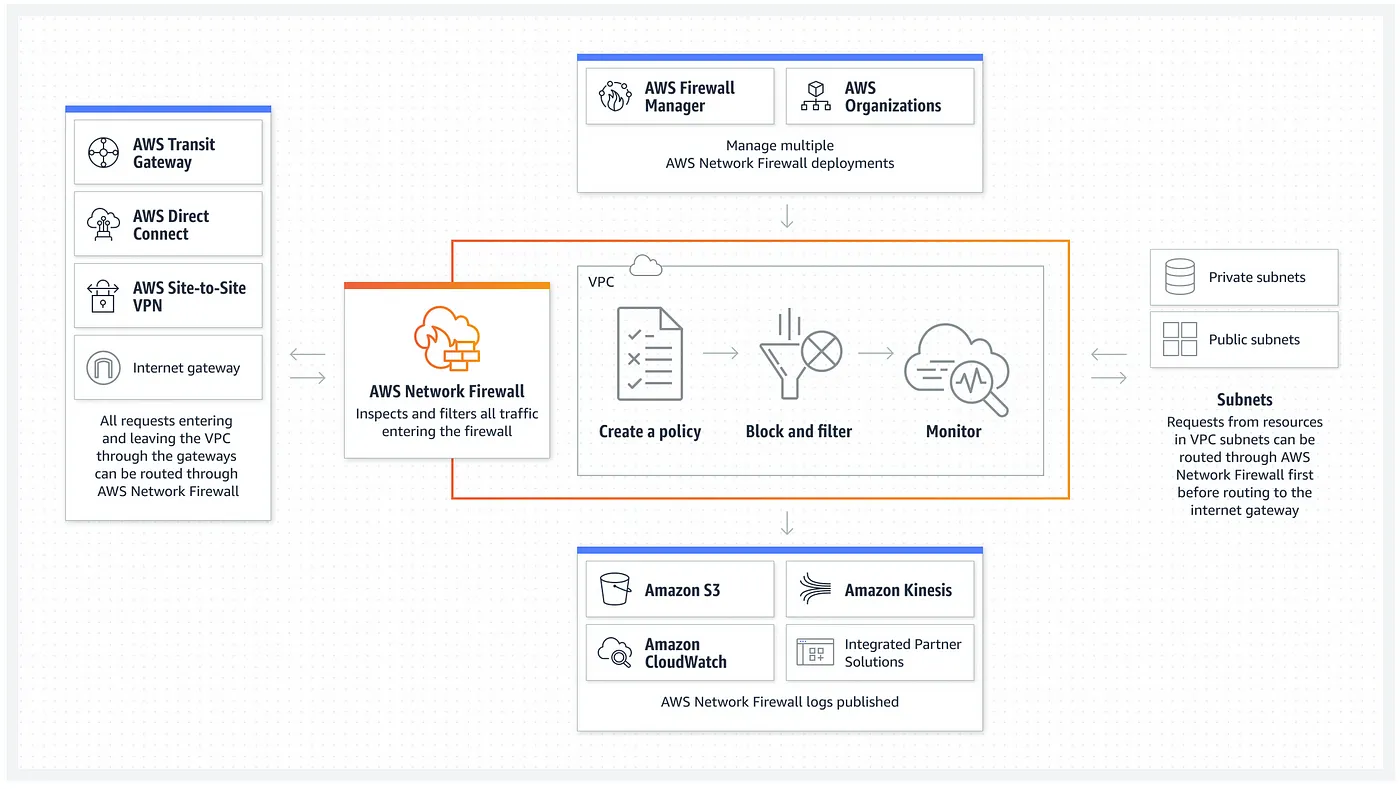 AWS Firewall
Manager
AWS
Organizations
Manage multiple
AWS Network Firewall deployments
AWS Transit
Gateway
AWS Direct
Connect
AWS Site-to-Site
VPN
Internet gateway
All requests entering
and leaving the VPC
through the gateways
can be routed through
AWS Network Firewall
AWS Network Firewall
Inspects and filters all traffic
entering the firewall
VPC
Create a policy
Block and filter
Monitor
Private subnets
Public subnets
Subnets
Requests from resources
in VPC subnets can be
routed through AWS
Network Firewall first
before routing to the
internet gateway
Amazon S3
Amazon Kinesis
Amazon
CloudWatch
Integrated Partner
Solutions
AWS Network Firewall logs published